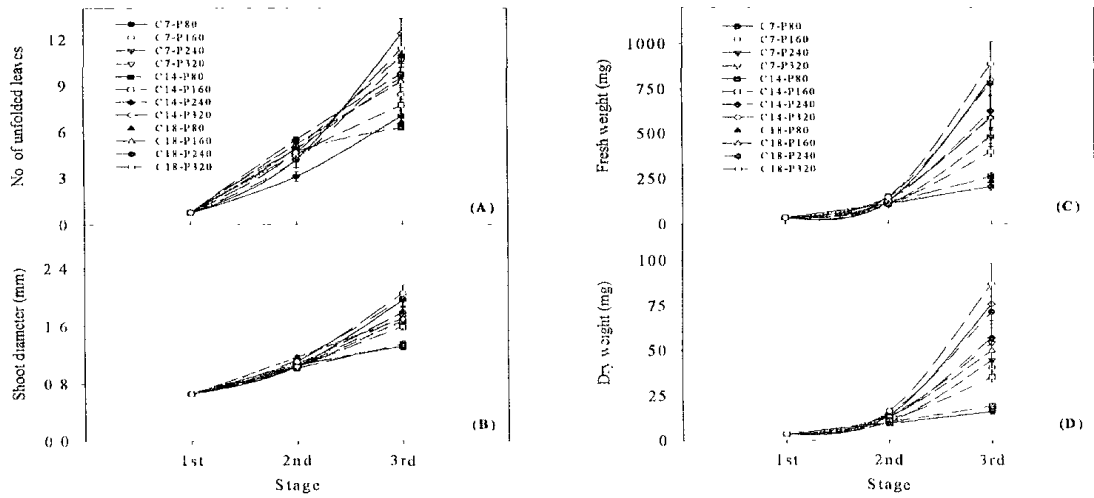 No of unfolded leaves
12
9
6
3
0
C7-P80
C7-P160
C7-P240
C7-P320
C14-P80
C14-P160
C14-P240
C14-P320
C18-P80
C18-P160
C18-P240
C18-P320
(A)
Shoot diameter (mm)
2 4
1 6
0 8
0 0
(B)
1st 2nd 3rd
Stage
Fresh weight (mg)
1000
750
500
250
0
C7-P80
C7-P160
C7-P240
C7-P320
C14-P80
C14-P160
C14-P240
C14-P320
C18-P80
C18-P160
C18-P240
C18-P320
(C)
Dry weight (mg)
100
75
50
25
0
(D)
1st 2nd 3rd
Stage